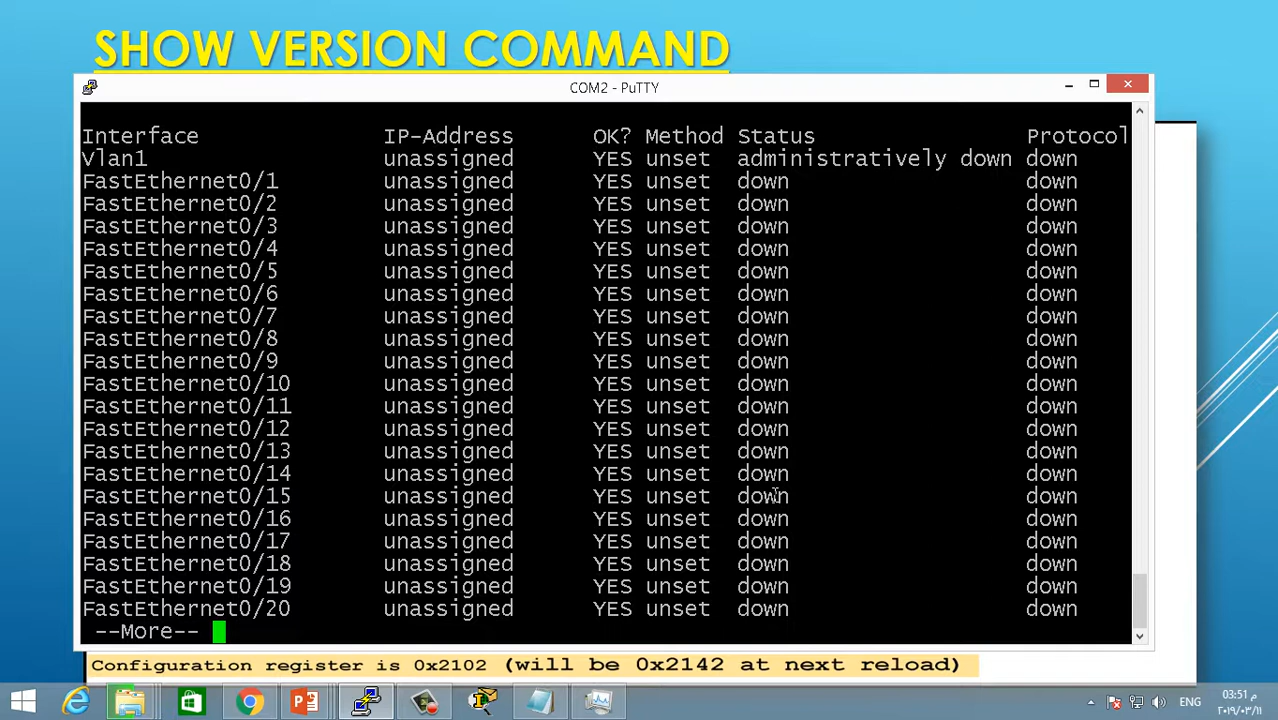 SHOW VERSION COMMAND
COM2 - PuTTY
Interface IP-Address OK? Method Status Protocol
Vlan1 unassigned YES unset administratively down down
FastEthernet0/1 unassigned YES unset down down
FastEthernet0/2 unassigned YES unset down down
FastEthernet0/3 unassigned YES unset down down
FastEthernet0/4 unassigned YES unset down down
FastEthernet0/5 unassigned YES unset down down
FastEthernet0/6 unassigned YES unset down down
FastEthernet0/7 unassigned YES unset down down
FastEthernet0/8 unassigned YES unset down down
FastEthernet0/9 unassigned YES unset down down
FastEthernet0/10 unassigned YES unset down down
FastEthernet0/11 unassigned YES unset down down
FastEthernet0/12 unassigned YES unset down down
FastEthernet0/13 unassigned YES unset down down
FastEthernet0/14 unassigned YES unset down down
FastEthernet0/15 unassigned YES unset down down
FastEthernet0/16 unassigned YES unset down down
FastEthernet0/17 unassigned YES unset down down
FastEthernet0/18 unassigned YES unset down down
FastEthernet0/19 unassigned YES unset down down
FastEthernet0/20 unassigned YES unset down down
--More--
Configuration register is 0x2102 (will be 0x2142 at next reload)
ENG
03:51 م
٢٠١٩/٠٣/١١